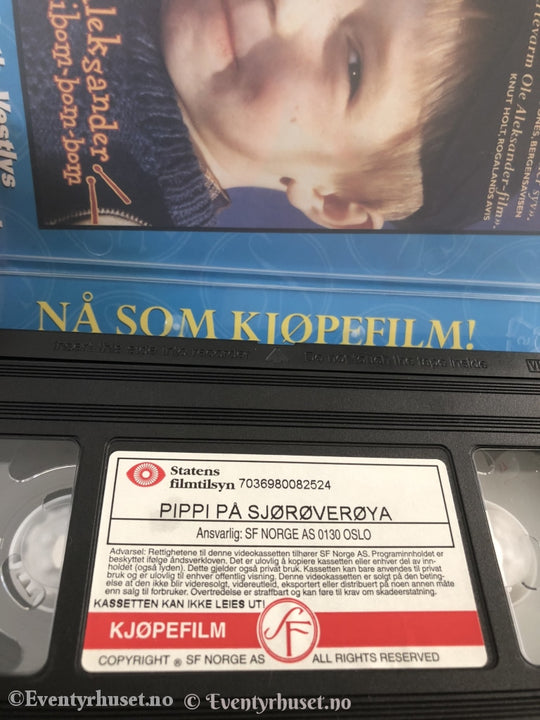 Aleksander
ibom-bom-bom
Vestlys
tevarm Ole Aleksander-film",
KNUT HOLT, ROGALANDS AVIS
BERGENSAVISEN
NÅ SOM KJØPEFILM!
Insert this side into recorder
Do not touch the tape inside
Statens
filmtilsyn 7036980082524
PIPPI PÅ SJØRØVERØYA
Ansvarlig: SF NORGE AS 0130 OSLO
Advarsel: Rettighetene til denne videokassetten tilhører SF Norge AS. Programinnholdet er
beskyttet ifølge åndsverkloven. Det er ulovlig å kopiere kassetten eller enhver del av inn-
holdet (også lyden). Dette gjelder også privat bruk. Kassetten kan bare anvendes til privat
bruk og er ulovlig til enhver offentlig visning. Denne videokassetten er solgt på den beting-
else at den ikke blir videresolgt, videreutleid, eksportert eller distribuert på noen annen måte
enn salg til forbruker. Overtredelse er straffbart og kan føre til krav om skadeerstatning.
KASSETTEN KAN IKKE LEIES UT!
KJØPEFILM
SF
COPYRIGHT ® SF NORGE AS ALL RIGHTS RESERVED
©Eventyrhuset.no © Eventyrhuset.no